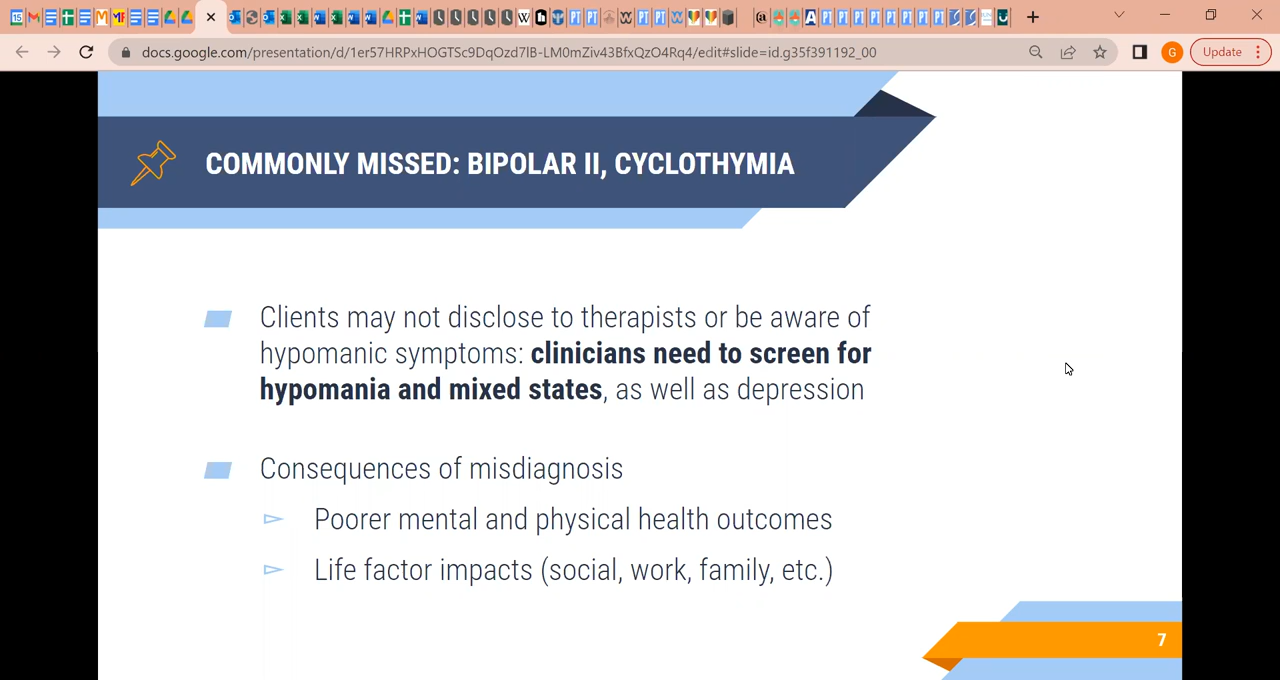 docs.google.com/presentation/d/1er57HRPxHOGTSc9DqOzd7lB-LM0mZiv43BfxQzO4Rq4/edit#slide=id.g35f391192_00
G
Update
COMMONLY MISSED: BIPOLAR II, CYCLOTHYMIA
Clients may not disclose to therapists or be aware of
hypomanic symptoms: clinicians need to screen for
hypomania and mixed states, as well as depression
Consequences of misdiagnosis
Poorer mental and physical health outcomes
Life factor impacts (social, work, family, etc.)
7